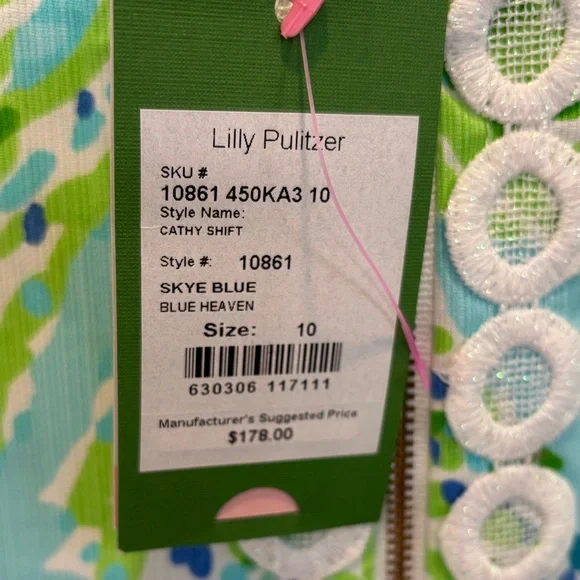 Lilly Pulitzer
SKU #
10861 450KA3 10
Style Name:
CATHY SHIFT
Style #: 10861
SKYE BLUE
BLUE HEAVEN
Size: 10
630306 117111
Manufacturer's Suggested Price
$178.00